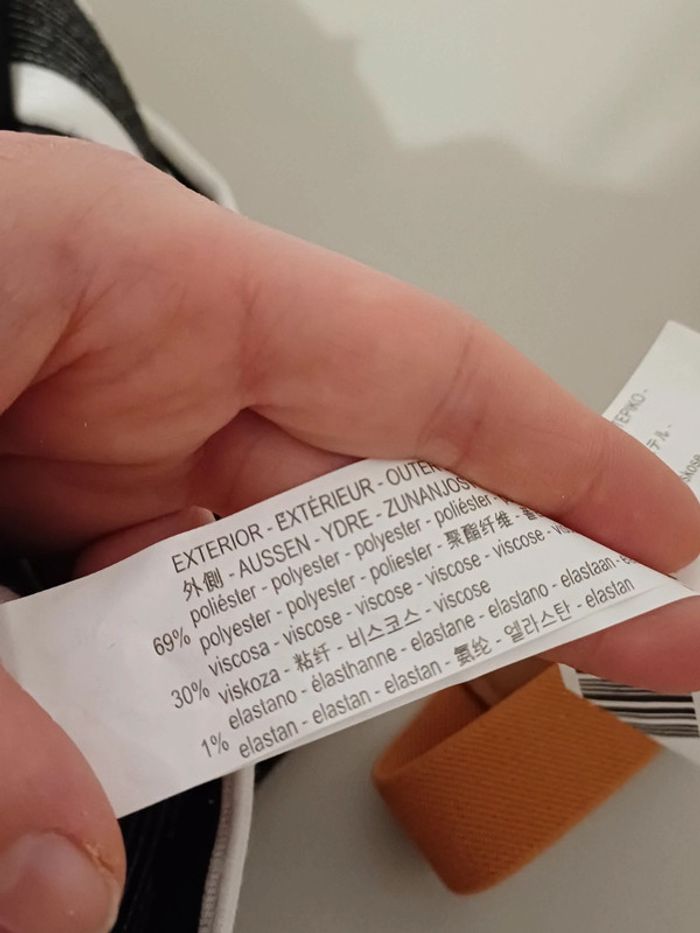 EXTERIOR - EXTÉRIEUR - OUTER
外側 - AUSSEN - YDRE - ZUNANJOS
69% poliéster - polyester - polyester - poliéster -
polyester - polyester - poliester - 聚酯纤维 -
30% viscosa - viscose - viscose - viscose - viscose -
viskoza - 粘纤 - 비스코스 - viscose
1% elastano - élasthanne - elastane - elastano - elastaan -
elastan - elastan - elastan - 氨纶 - 엘라스탄 - elastan